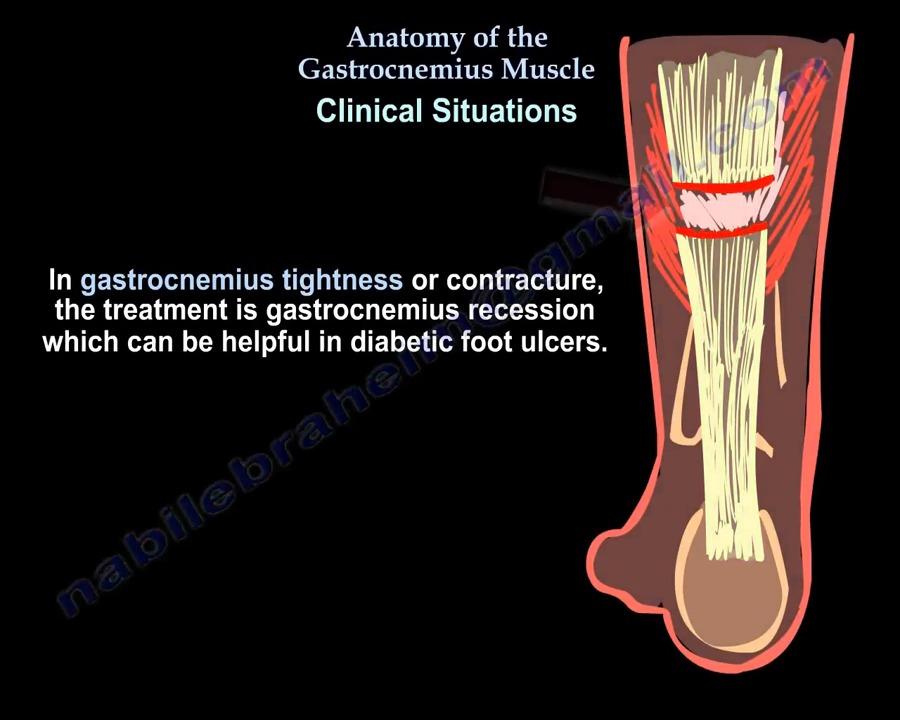 Anatomy of the
Gastrocnemius Muscle
Clinical Situations
In gastrocnemius tightness or contracture,
the treatment is gastrocnemius recession
which can be helpful in diabetic foot ulcers.
nabilebraheim@gmail.com